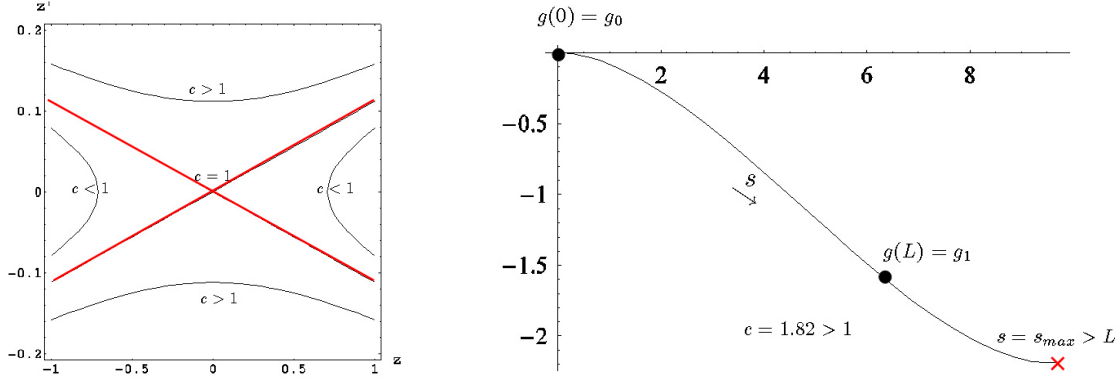 z'
0.2
0.1
0
-0.1
-0.2
-1
-0.5
0
0.5
1
z
c > 1
c = 1
c < 1
c < 1
c > 1
g(0) = g₀
2
4
6
8
-0.5
-1
-1.5
-2
s
g(L) = g₁
c = 1.82 > 1
s = sₘₐₓ > L